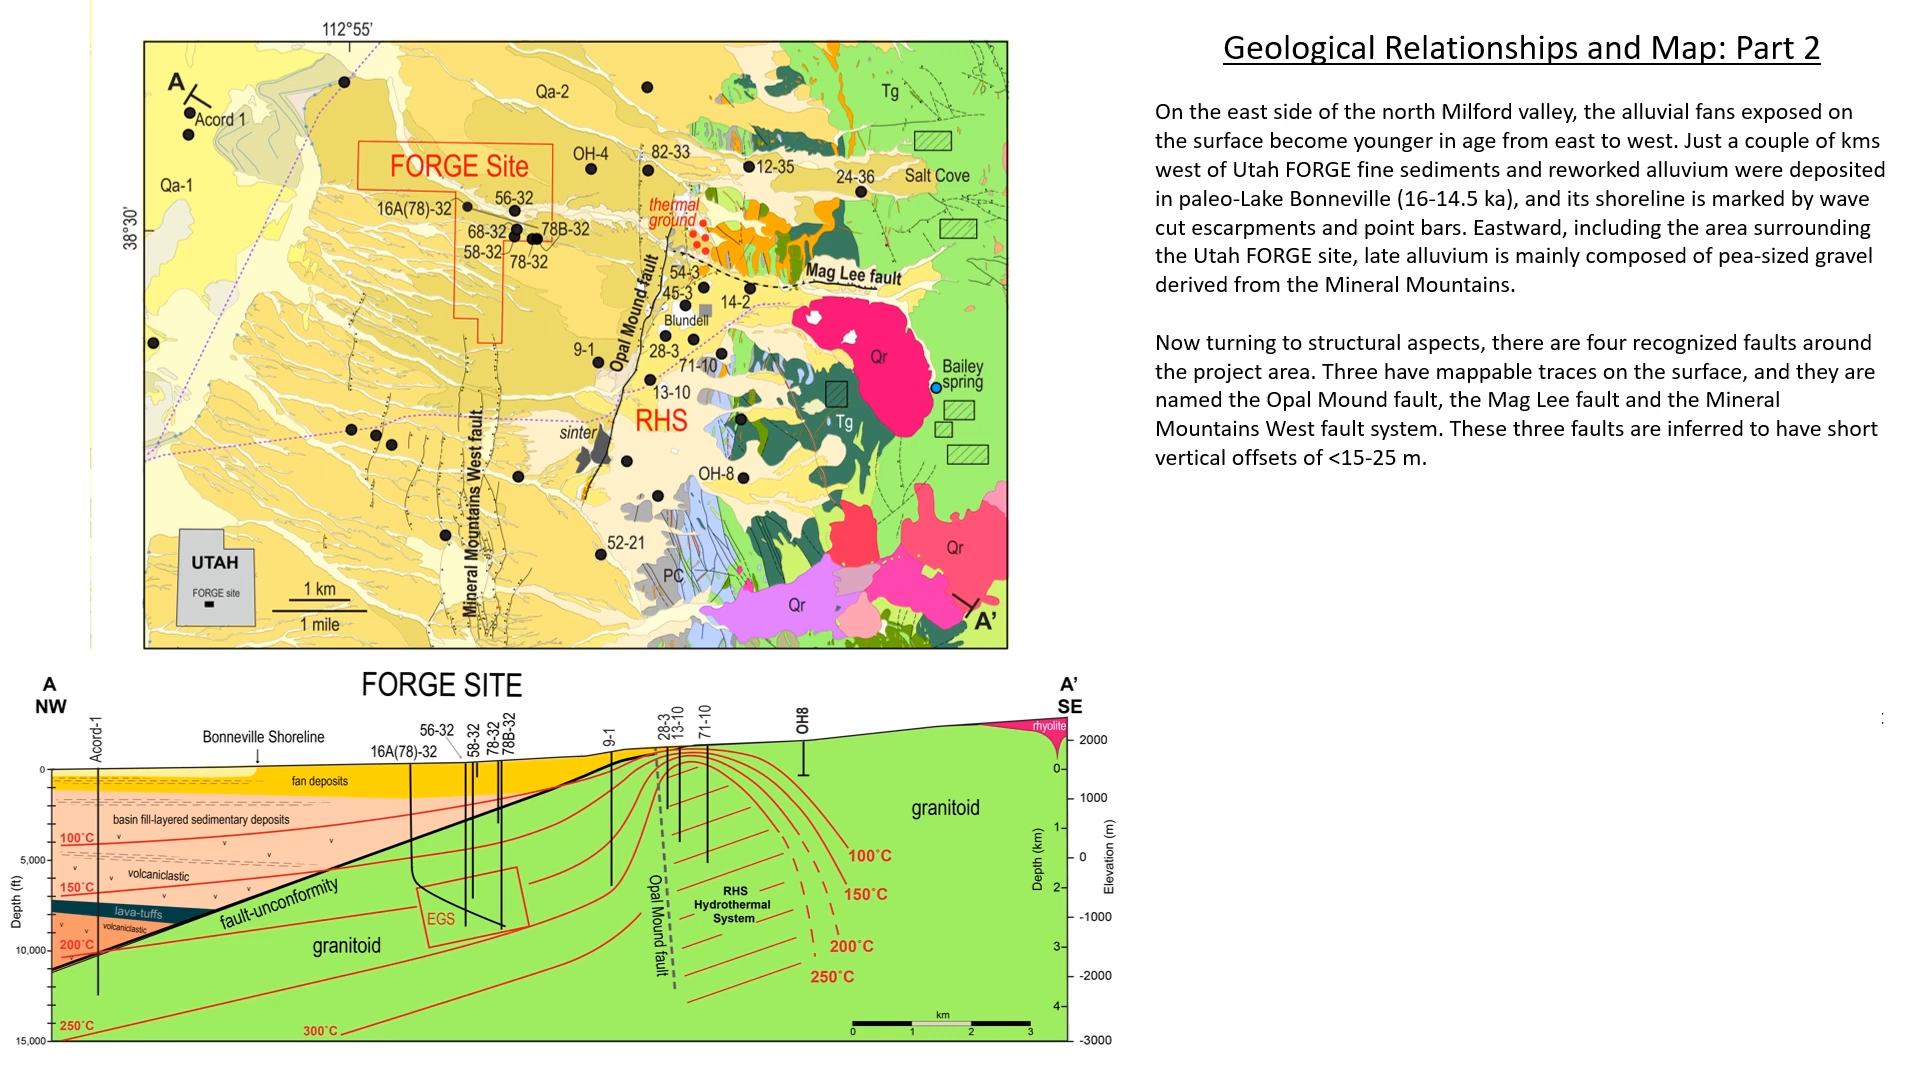 Geological Relationships and Map: Part 2
On the east side of the north Milford valley, the alluvial fans exposed on
the surface become younger in age from east to west. Just a couple of kms
west of Utah FORGE fine sediments and reworked alluvium were deposited
in paleo-Lake Bonneville (16-14.5 ka), and its shoreline is marked by wave
cut escarpments and point bars. Eastward, including the area surrounding
the Utah FORGE site, late alluvium is mainly composed of pea-sized gravel
derived from the Mineral Mountains.
Now turning to structural aspects, there are four recognized faults around
the project area. Three have mappable traces on the surface, and they are
named the Opal Mound fault, the Mag Lee fault and the Mineral
Mountains West fault system. These three faults are inferred to have short
vertical offsets of <15-25 m.
112°55'
38°30'
A
Acord 1
Qa-2
Tg
Qa-1
FORGE Site
OH-4
82-33
12-35
24-36
Salt Cove
16A(78)-32
56-32
thermal
ground
68-32
78B-32
58-32
78-32
54-3
Mag Lee fault
45-3
14-2
Blundell
Opal Mound fault
9-1
28-3
71-10
Qr
Bailey
spring
13-10
RHS
Tg
sinter
Mineral Mountains West fault
OH-8
52-21
PC
Qr
Qr
A'
UTAH
FORGE site
1 km
1 mile
FORGE SITE
A
NW
A'
SE
Acord-1
Bonneville Shoreline
16A(78)-32
56-32
58-32
78-32
78B-32
9-1
28-3
13-10
71-10
OH8
rhyolite
fan deposits
basin fill-layered sedimentary deposits
100°C
volcaniclastic
150°C
lava-tuffs
volcaniclastic
200°C
fault-unconformity
granitoid
EGS
Opal Mound fault
RHS
Hydrothermal
System
granitoid
100°C
150°C
200°C
250°C
250°C
300°C
Depth (ft)
0
5,000
10,000
15,000
Depth (km)
0
1
2
3
4
Elevation (m)
2000
1000
0
-1000
-2000
-3000
km
0
1
2
3
: